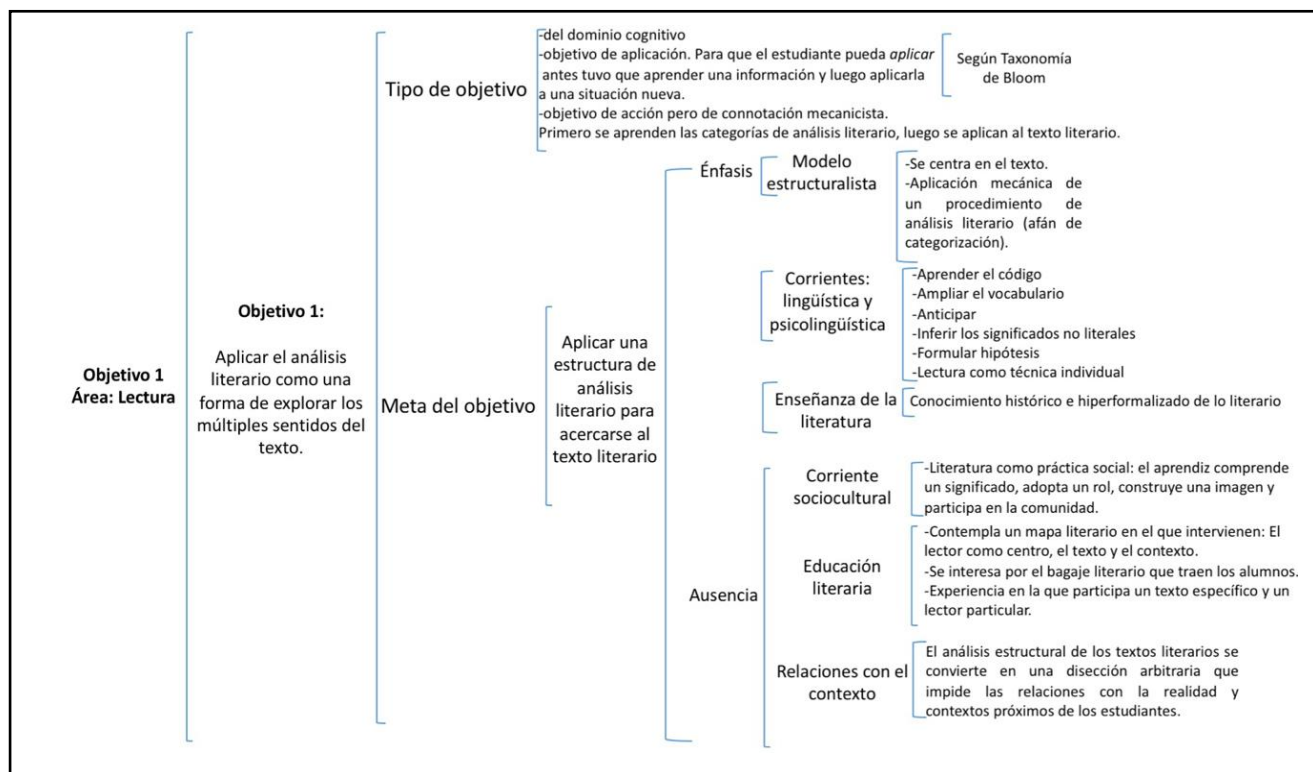 Objetivo 1
Área: Lectura
Objetivo 1:
Aplicar el análisis
literario como una
forma de explorar los
múltiples sentidos del
texto.
Tipo de objetivo
-del dominio cognitivo
-objetivo de aplicación. Para que el estudiante pueda aplicar
antes tuvo que aprender una información y luego aplicarla
a una situación nueva.
-objetivo de acción pero de connotación mecanicista.
Primero se aprenden las categorías de análisis literario, luego se aplican al texto literario.
Según Taxonomía
de Bloom
Meta del objetivo
Aplicar una
estructura de
análisis
literario para
acercarse al
texto literario
Énfasis
Modelo
estructuralista
-Se centra en el texto.
-Aplicación mecánica de
un procedimiento de
análisis literario (afán de
categorización).
Corrientes:
lingüística y
psicolingüística
-Aprender el código
-Ampliar el vocabulario
-Anticipar
-Inferir los significados no literales
-Formular hipótesis
-Lectura como técnica individual
Enseñanza de la
literatura
Conocimiento histórico e hiperformalizado de lo literario
Ausencia
Corriente
sociocultural
-Literatura como práctica social: el aprendiz comprende
un significado, adopta un rol, construye una imagen y
participa en la comunidad.
Educación
literaria
-Contempla un mapa literario en el que intervienen: El
lector como centro, el texto y el contexto.
-Se interesa por el bagaje literario que traen los alumnos.
-Experiencia en la que participa un texto específico y un
lector particular.
Relaciones con el
contexto
El análisis estructural de los textos literarios se
convierte en una disección arbitraria que
impide las relaciones con la realidad y
contextos próximos de los estudiantes.